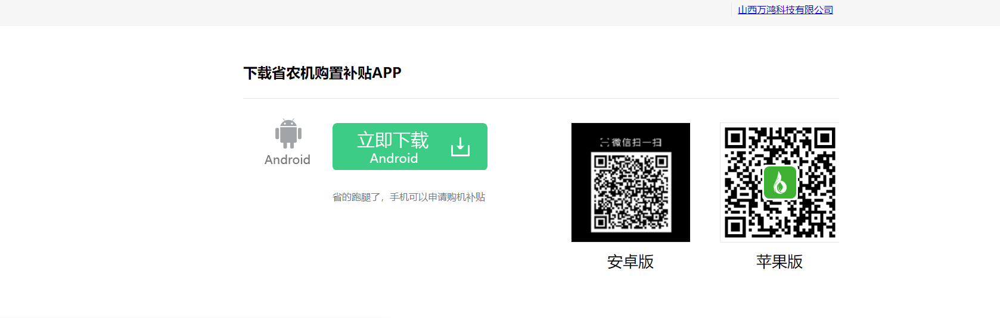 山西万鸿科技有限公司
下载省农机购置补贴APP
Android
立即下载
Android
省的跑腿了，手机可以申请购机补贴
微信扫一扫
安卓版
苹果版